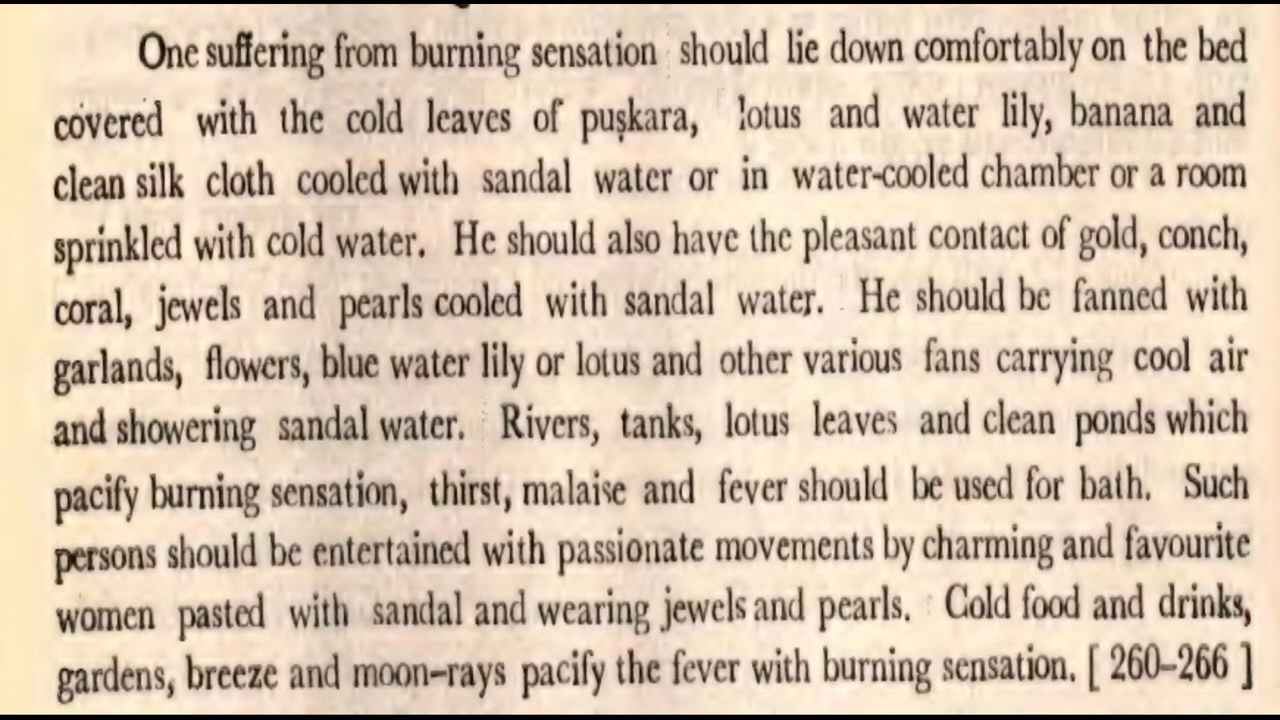 One suffering from burning sensation should lie down comfortably on the bed
covered with the cold leaves of puṣkara, lotus and water lily, banana and
clean silk cloth cooled with sandal water or in water-cooled chamber or a room
sprinkled with cold water. He should also have the pleasant contact of gold, conch,
coral, jewels and pearls cooled with sandal water. He should be fanned with
garlands, flowers, blue water lily or lotus and other various fans carrying cool air
and showering sandal water. Rivers, tanks, lotus leaves and clean ponds which
pacify burning sensation, thirst, malaise and fever should be used for bath. Such
persons should be entertained with passionate movements by charming and favourite
women pasted with sandal and wearing jewels and pearls. Cold food and drinks,
gardens, breeze and moon-rays pacify the fever with burning sensation. [ 260-266 ]